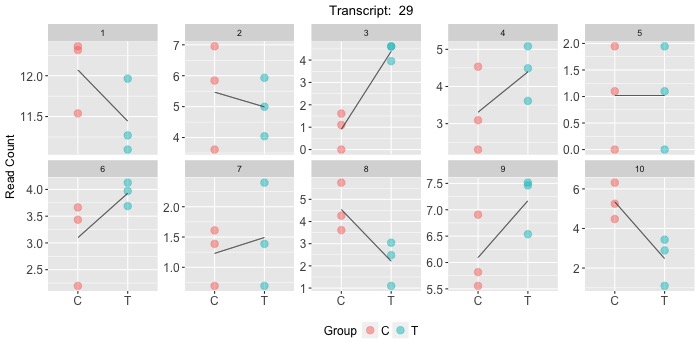 Transcript: 29
1 2 3 4 5
12.0 11.5
7 6 5 4
4 3 2 1 0
5 4 3
2.0 1.5 1.0 0.5 0.0
Read Count
6 7 8 9 10
4.0 3.5 3.0 2.5
2.0 1.5 1.0
5 4 3 2 1
7.5 7.0 6.5 6.0 5.5
6 4 2
C T C T C T C T C T
Group C T